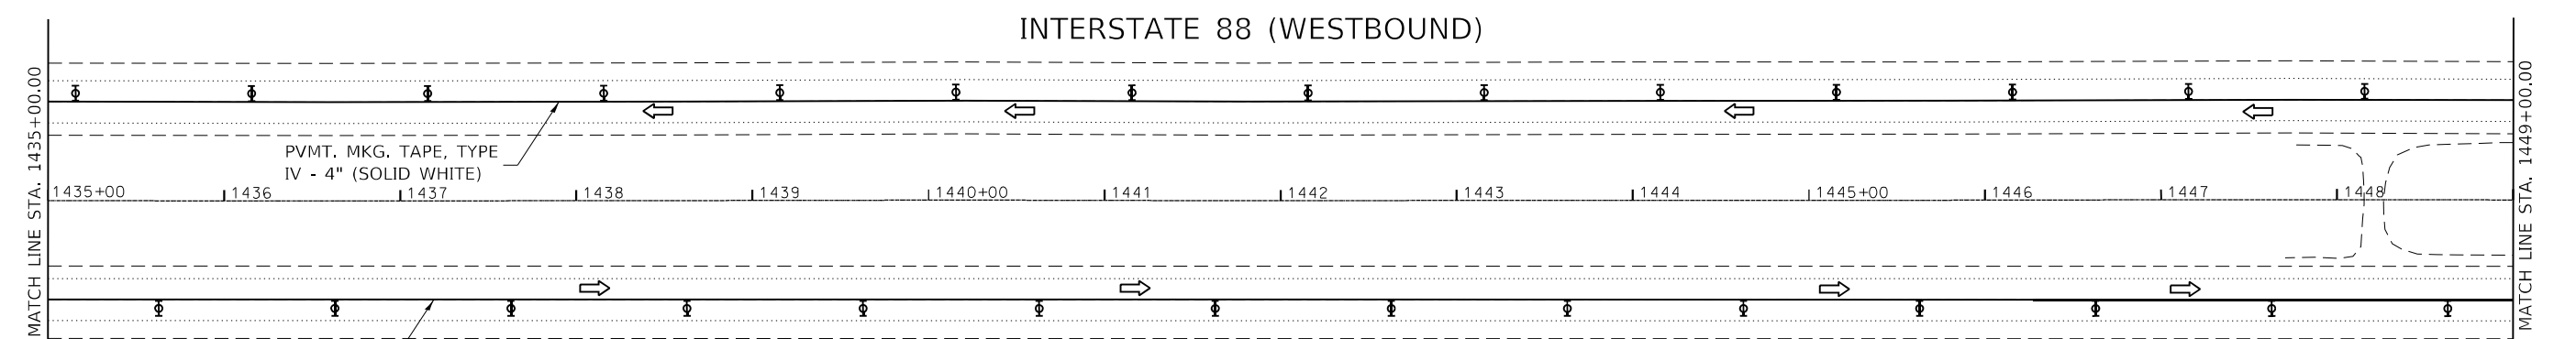 INTERSTATE 88 (WESTBOUND)
MATCH LINE STA. 1435+00.00
PVMT. MKG. TAPE, TYPE
IV - 4" (SOLID WHITE)
1435+00 1436 1437 1438 1439 1440+00 1441 1442 1443 1444 1445+00 1446 1447 1448
MATCH LINE STA. 1449+00.00